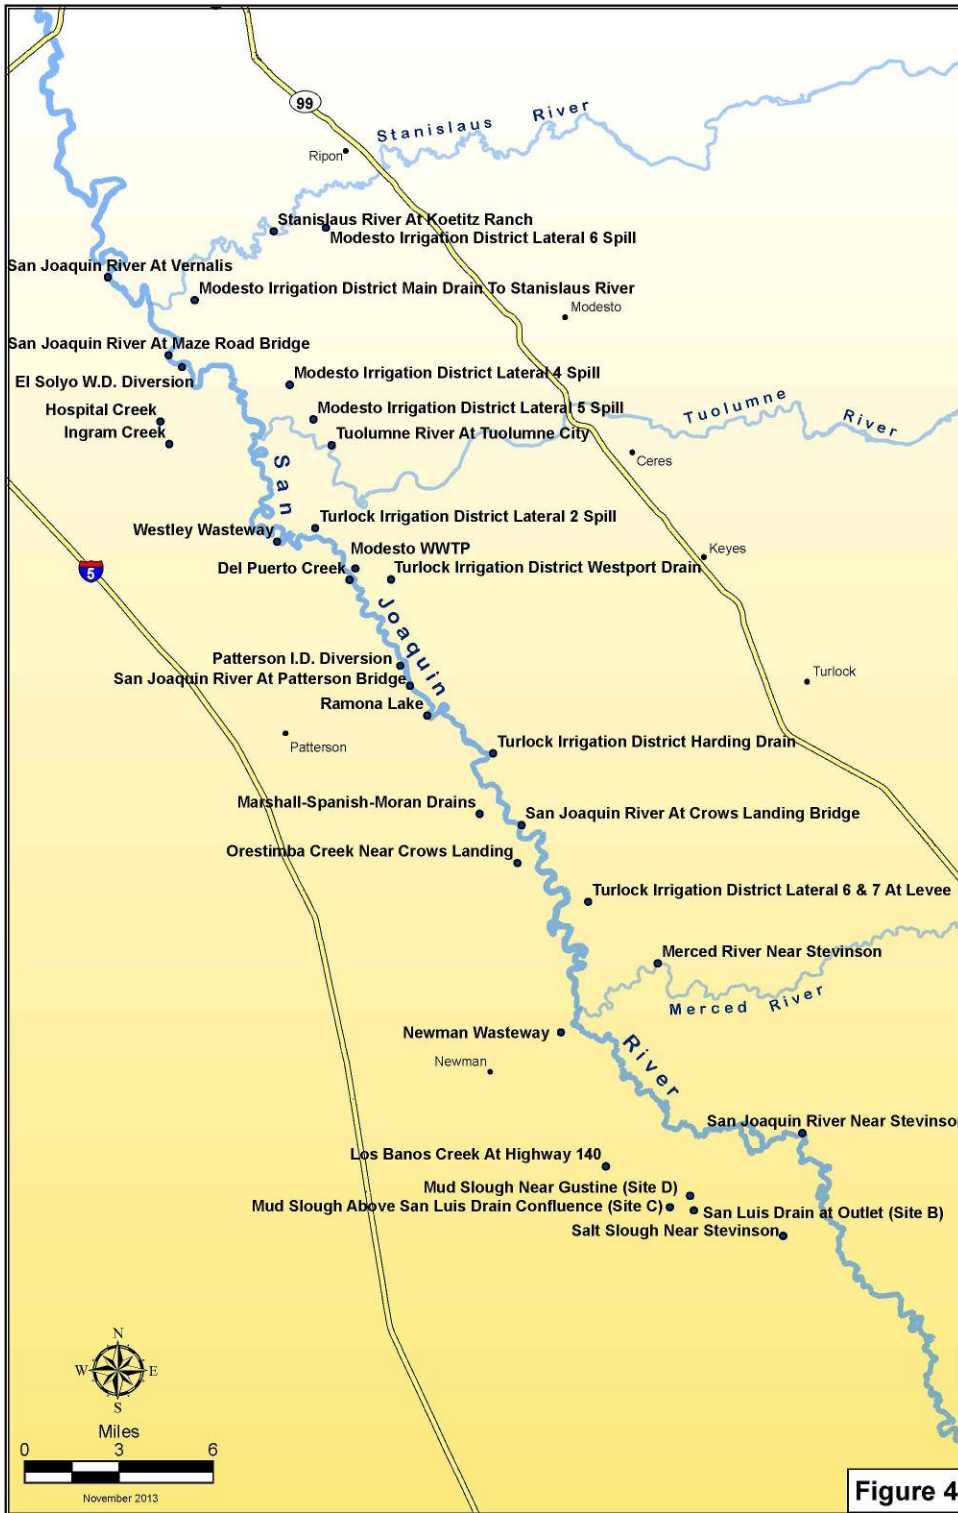 99
Stanislaus River
Ripon
Stanislaus River At Koetitz Ranch
Modesto Irrigation District Lateral 6 Spill
San Joaquin River At Vernalis
Modesto Irrigation District Main Drain To Stanislaus River
Modesto
San Joaquin River At Maze Road Bridge
El Solyo W.D. Diversion
Modesto Irrigation District Lateral 4 Spill
Hospital Creek
Modesto Irrigation District Lateral 5 Spill
Tuolumne River
Ingram Creek
Tuolumne River At Tuolumne City
Ceres
San Joaquin River
Turlock Irrigation District Lateral 2 Spill
Westley Wasteway
Modesto WWTP
Keyes
5
Del Puerto Creek
Turlock Irrigation District Westport Drain
Patterson I.D. Diversion
San Joaquin River At Patterson Bridge
Turlock
Ramona Lake
Patterson
Turlock Irrigation District Harding Drain
Marshall-Spanish-Moran Drains
San Joaquin River At Crows Landing Bridge
Orestimba Creek Near Crows Landing
Turlock Irrigation District Lateral 6 & 7 At Levee
Merced River Near Stevinson
Merced River
Newman Wasteway
Newman
San Joaquin River Near Stevinson
Los Banos Creek At Highway 140
Mud Slough Near Gustine (Site D)
Mud Slough Above San Luis Drain Confluence (Site C)
San Luis Drain at Outlet (Site B)
Salt Slough Near Stevinson
N
W E
S
Miles
0 3 6
November 2013
Figure 4